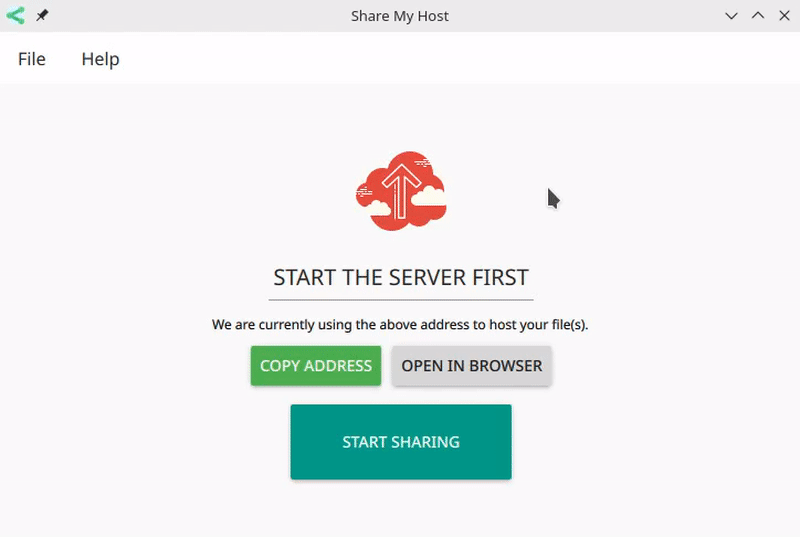 Share My Host
File Help
START THE SERVER FIRST
We are currently using the above address to host your file(s).
COPY ADDRESS OPEN IN BROWSER
START SHARING